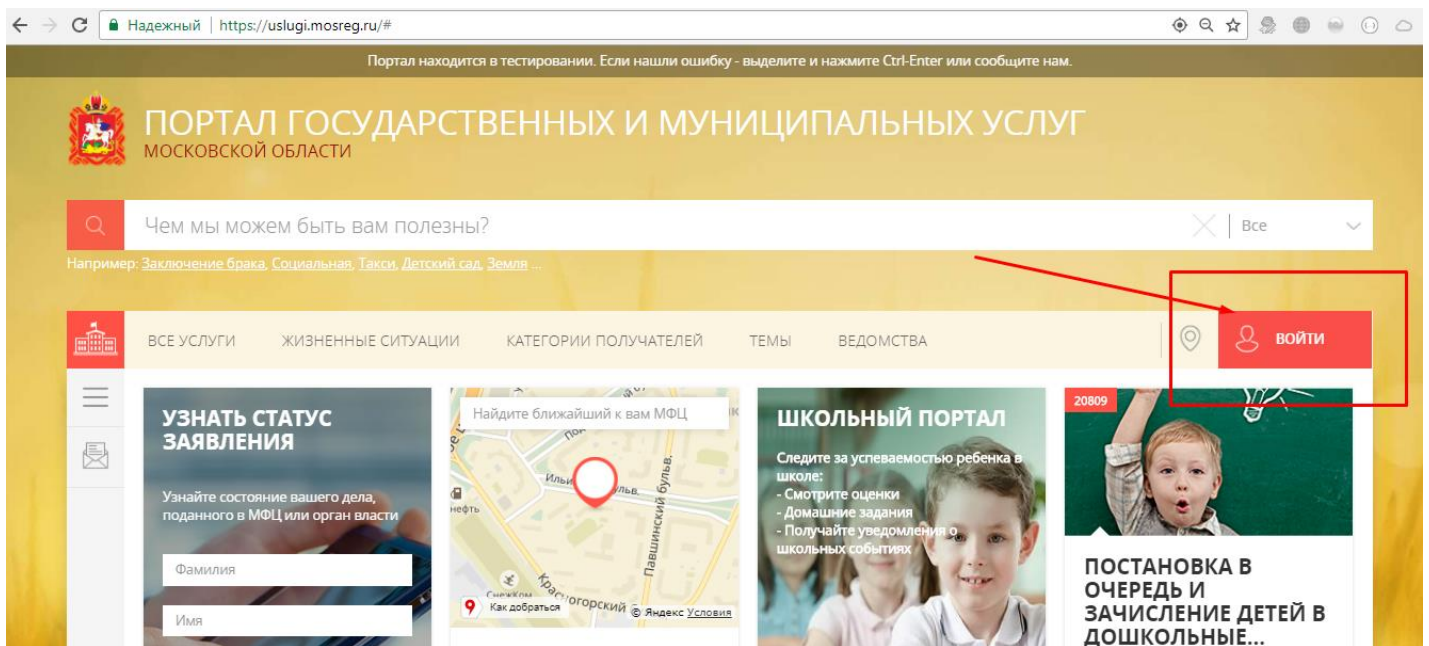 Надежный | https://uslugi.mosreg.ru/#
Портал находится в тестировании. Если нашли ошибку - выделите и нажмите Ctrl-Enter или сообщите нам.
ПОРТАЛ ГОСУДАРСТВЕННЫХ И МУНИЦИПАЛЬНЫХ УСЛУГ
МОСКОВСКОЙ ОБЛАСТИ
Чем мы можем быть вам полезны?
Все
Например: Заключение брака, Социальная, Такси, Детский сад, Земля ...
ВСЕ УСЛУГИ
ЖИЗНЕННЫЕ СИТУАЦИИ
КАТЕГОРИИ ПОЛУЧАТЕЛЕЙ
ТЕМЫ
ВЕДОМСТВА
ВОЙТИ
УЗНАТЬ СТАТУС
ЗАЯВЛЕНИЯ
Узнайте состояние вашего дела,
поданного в МФЦ или орган власти
Фамилия
Имя
Найдите ближайший к вам МФЦ
Павшинский бульв.
нефть
Как добраться
© Яндекс Условия
ШКОЛЬНЫЙ ПОРТАЛ
Следите за успеваемостью ребенка в
школе:
- Смотрите оценки
- Домашние задания
- Получайте уведомления о
школьных событиях
20809
ПОСТАНОВКА В
ОЧЕРЕДЬ И
ЗАЧИСЛЕНИЕ ДЕТЕЙ В
ДОШКОЛЬНЫЕ...